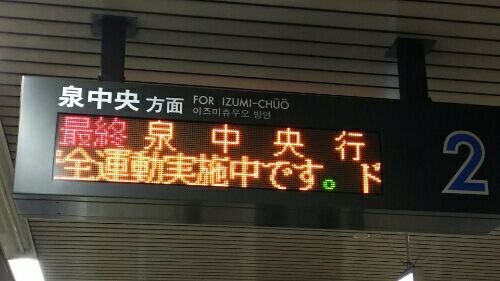 泉中央 方面 FOR IZUMI-CHŪŌ
이즈미츄우오 방면
最終 泉中央行
全運動実施中です。ド
2